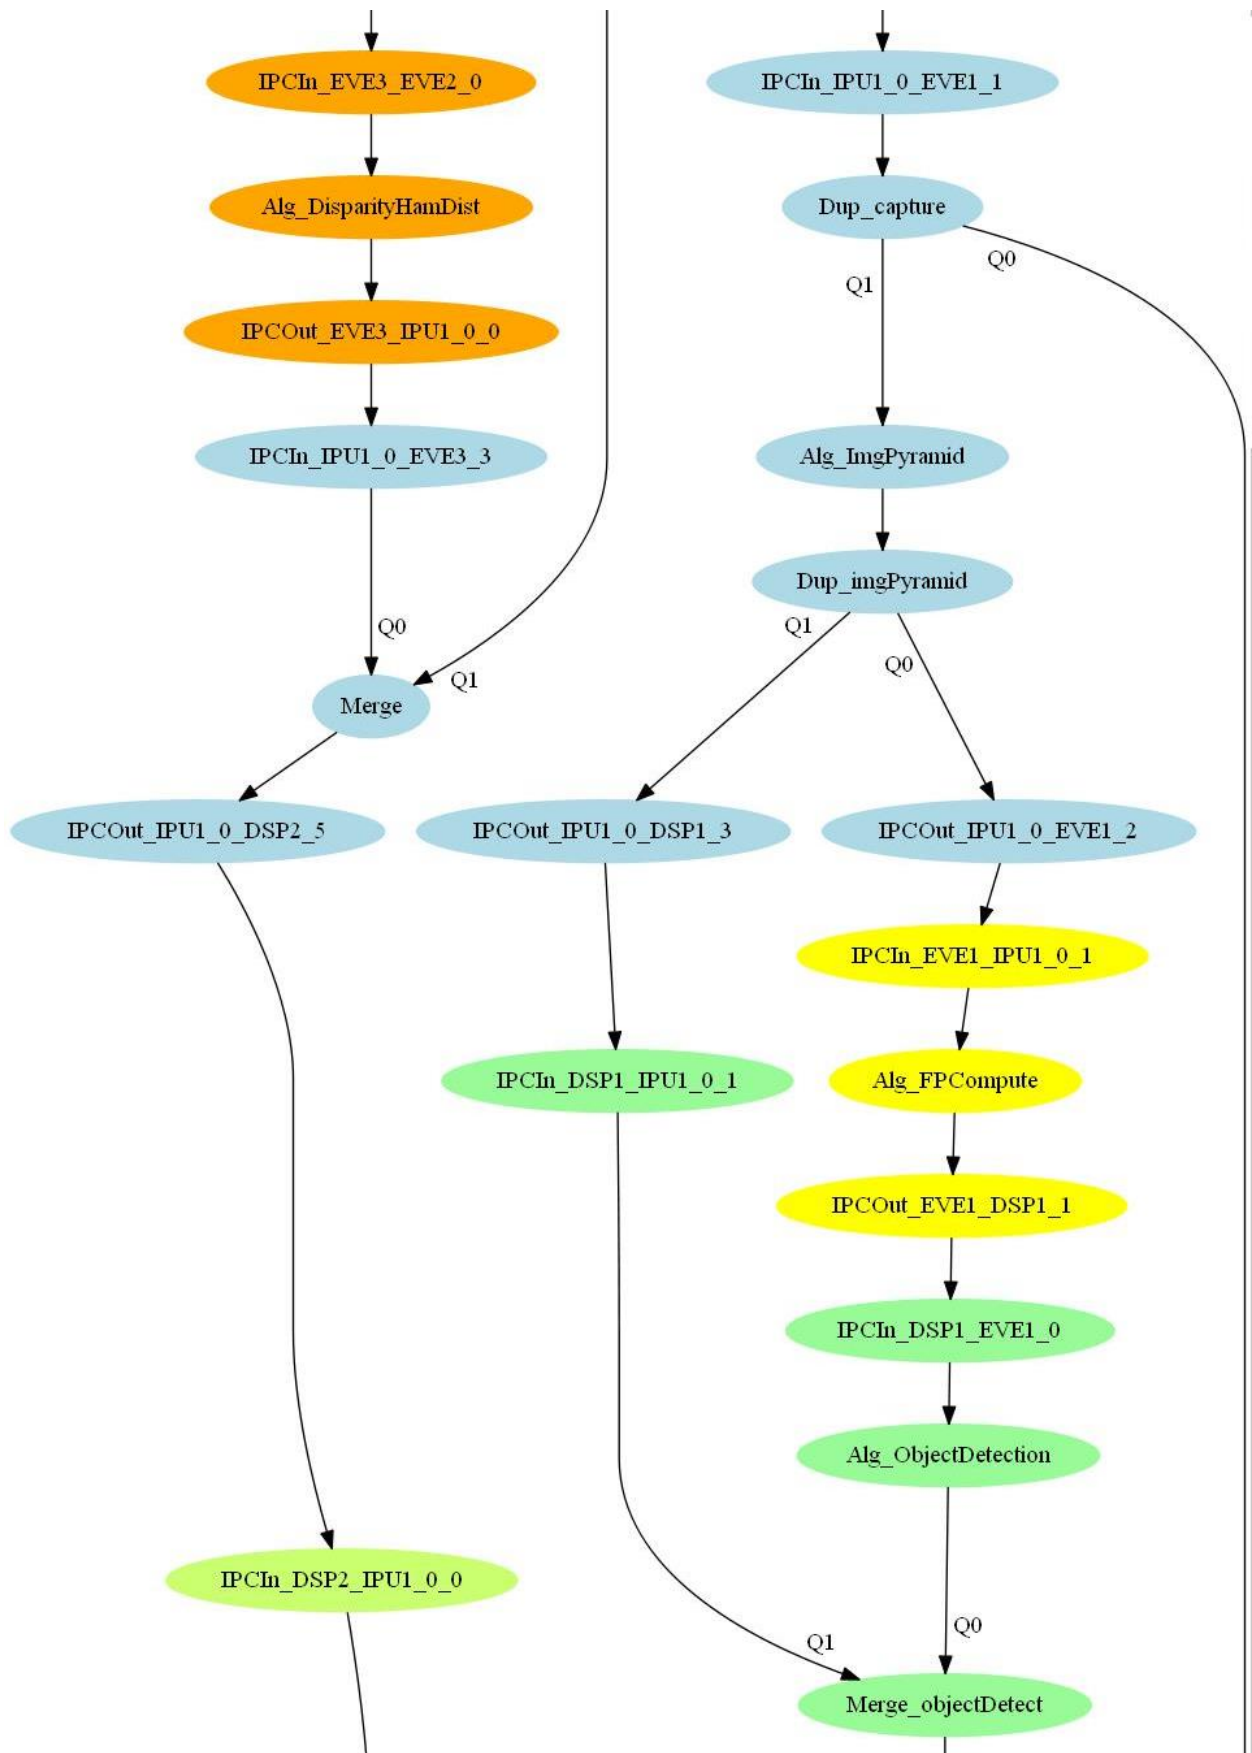 IPCIn_EVE3_EVE2_0
IPCIn_IPU1_0_EVE1_1
Alg_DisparityHamDist
Dup_capture
Q0
Q1
IPCOut_EVE3_IPU1_0_0
IPCIn_IPU1_0_EVE3_3
Alg_ImgPyramid
Dup_imgPyramid
Q0
Q1
Q0
Q1
Merge
IPCOut_IPU1_0_DSP2_5
IPCOut_IPU1_0_DSP1_3
IPCOut_IPU1_0_EVE1_2
IPCIn_EVE1_IPU1_0_1
IPCIn_DSP1_IPU1_0_1
Alg_FPCompute
IPCOut_EVE1_DSP1_1
IPCIn_DSP1_EVE1_0
Alg_ObjectDetection
IPCIn_DSP2_IPU1_0_0
Q1
Q0
Merge_objectDetect